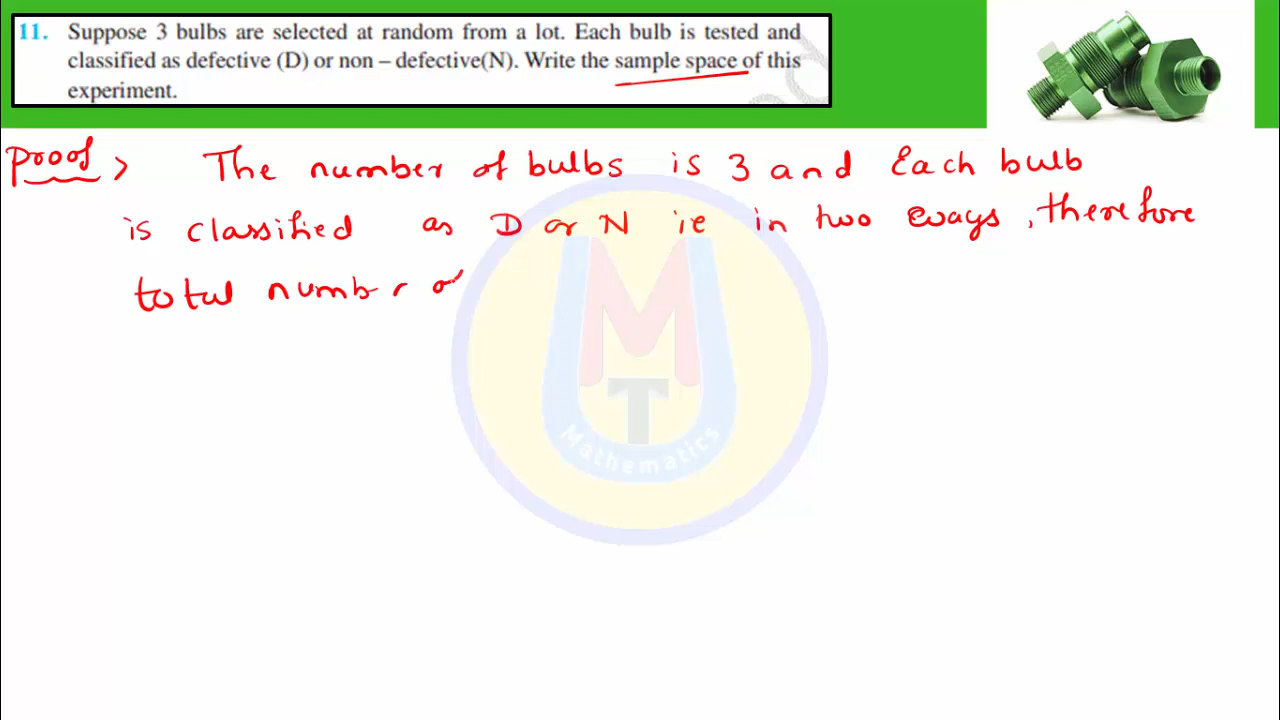 11. Suppose 3 bulbs are selected at random from a lot. Each bulb is tested and
classified as defective (D) or non – defective(N). Write the sample space of this
experiment.
Proof > The number of bulbs is 3 and Each bulb
is classified as D or N ie in two ways, therefore
total number o
UMT
Mathematics